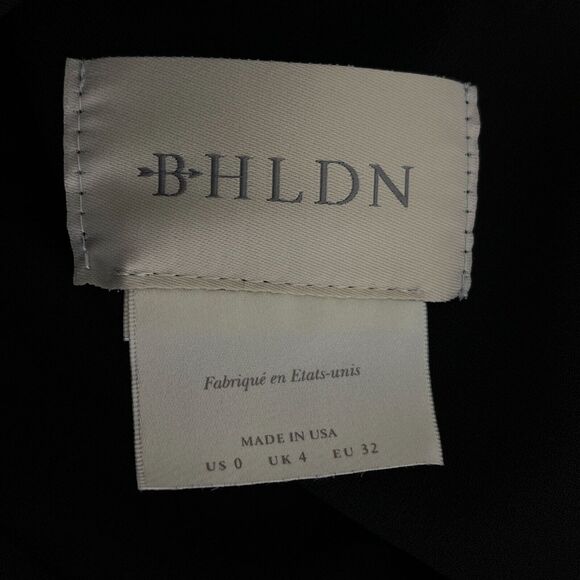 BHLDN
Fabriqué en Etats-unis
MADE IN USA
US 0 UK 4 EU 32